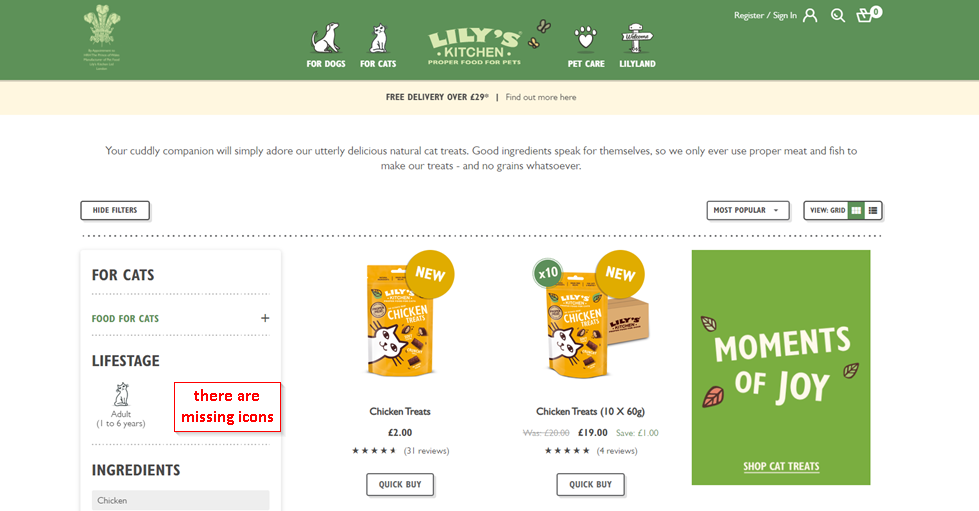 Register / Sign In
0
LILY'S
KITCHEN
PROPER FOOD FOR PETS
Welcome
FOR DOGS
FOR CATS
PET CARE
LILYLAND
FREE DELIVERY OVER £29* | Find out more here
Your cuddly companion will simply adore our utterly delicious natural cat treats. Good ingredients speak for themselves, so we only ever use proper meat and fish to
make our treats - and no grains whatsoever.
HIDE FILTERS
MOST POPULAR
VIEW: GRID
FOR CATS
FOOD FOR CATS +
LIFESTAGE
Adult
(1 to 6 years)
there are
missing icons
INGREDIENTS
Chicken
NEW
LILY'S
KITCHEN
CHICKEN
TREATS
Chicken Treats
£2.00
(31 reviews)
QUICK BUY
x10
NEW
LILY'S
KITCHEN
CHICKEN
TREATS
LILY'S
KITCHEN
Chicken Treats (10 X 60g)
Was: £20.00 £19.00 Save: £1.00
(4 reviews)
QUICK BUY
MOMENTS
OF JOY
SHOP CAT TREATS